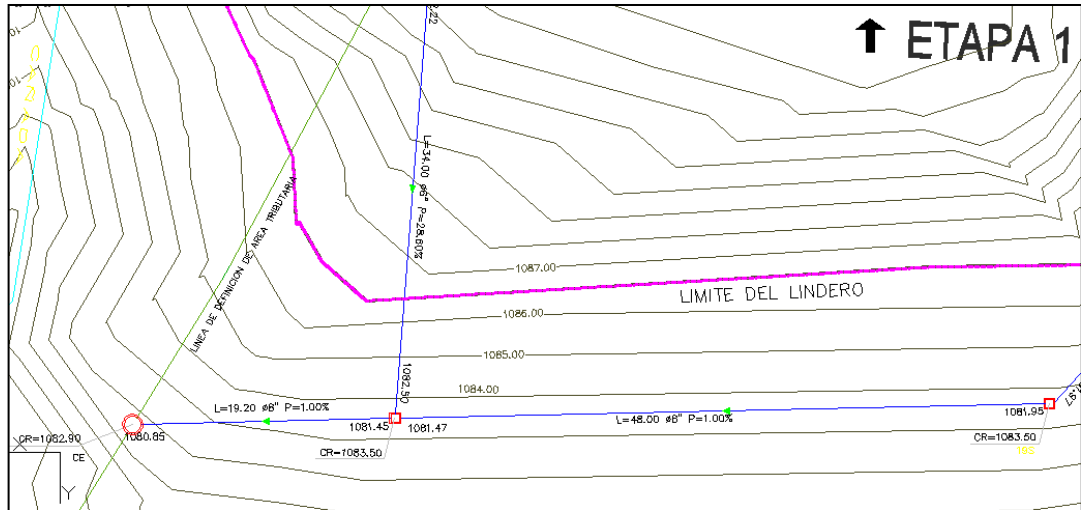 ETAPA 1
L=34.00 ø6" P=28.60%
LINEA DE DEFINICION DE AREA TRIBUTARIA
1087.00
LIMITE DEL LINDERO
1086.00
1085.00
1084.00
1082.50
L=19.20 ø6" P=1.00%
L=48.00 ø6" P=1.00%
1081.95
1081.45
1081.47
1080.85
CR=1082.90
CR=1083.50
CR=1083.50
CE
X
Y